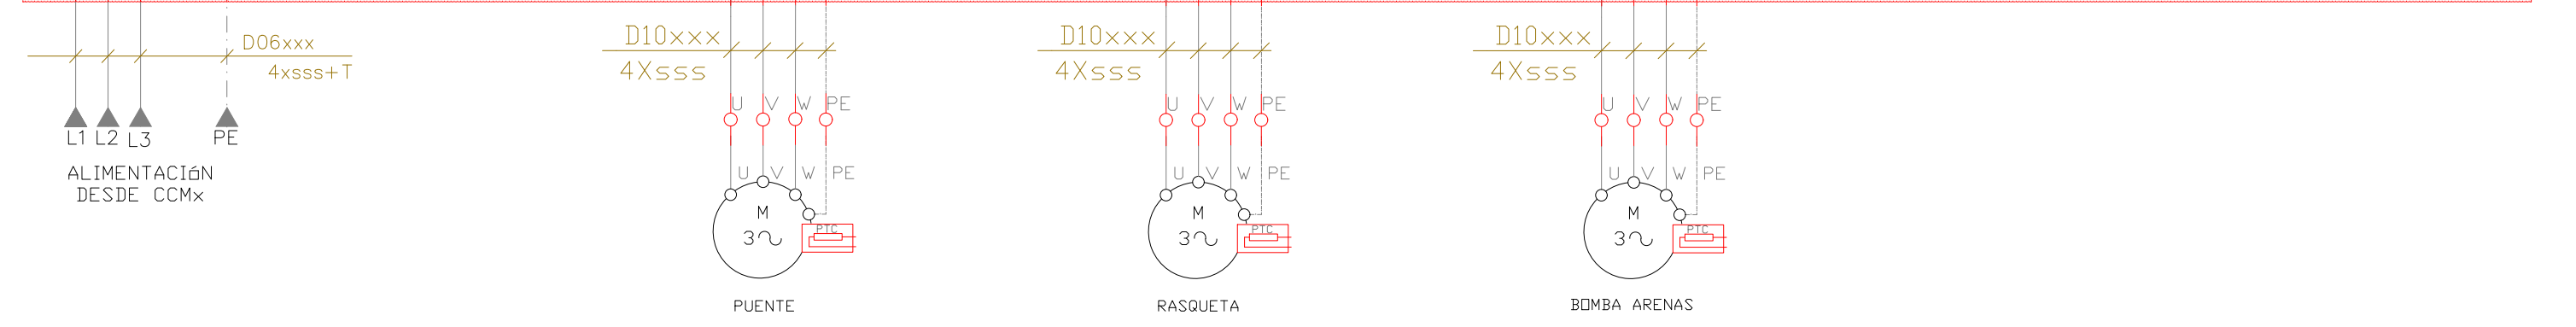 D06xxx
4xsss+T
L1 L2 L3 PE
ALIMENTACIóN
DESDE CCMx
D10xxx
4Xsss
U V W PE
U V W PE
M
3~
PTC
PUENTE
D10xxx
4Xsss
U V W PE
U V W PE
M
3~
PTC
RASQUETA
D10xxx
4Xsss
U V W PE
U V W PE
M
3~
PTC
BOMBA ARENAS